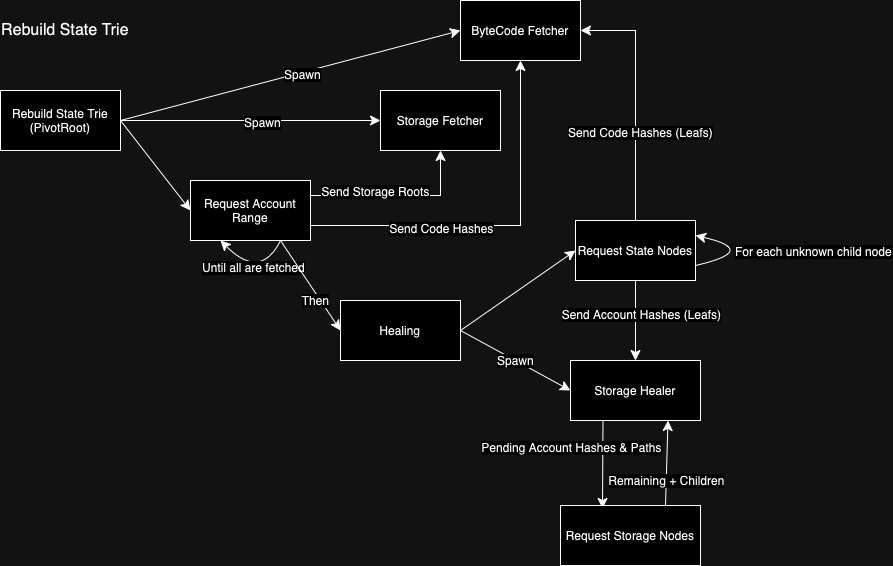 Rebuild State Trie
ByteCode Fetcher
Spawn
Rebuild State Trie
(PivotRoot)
Spawn
Storage Fetcher
Send Code Hashes (Leafs)
Request Account
Range
Send Storage Roots
Send Code Hashes
Until all are fetched
Request State Nodes
For each unknown child node
Then
Healing
Send Account Hashes (Leafs)
Spawn
Storage Healer
Pending Account Hashes & Paths
Remaining + Children
Request Storage Nodes